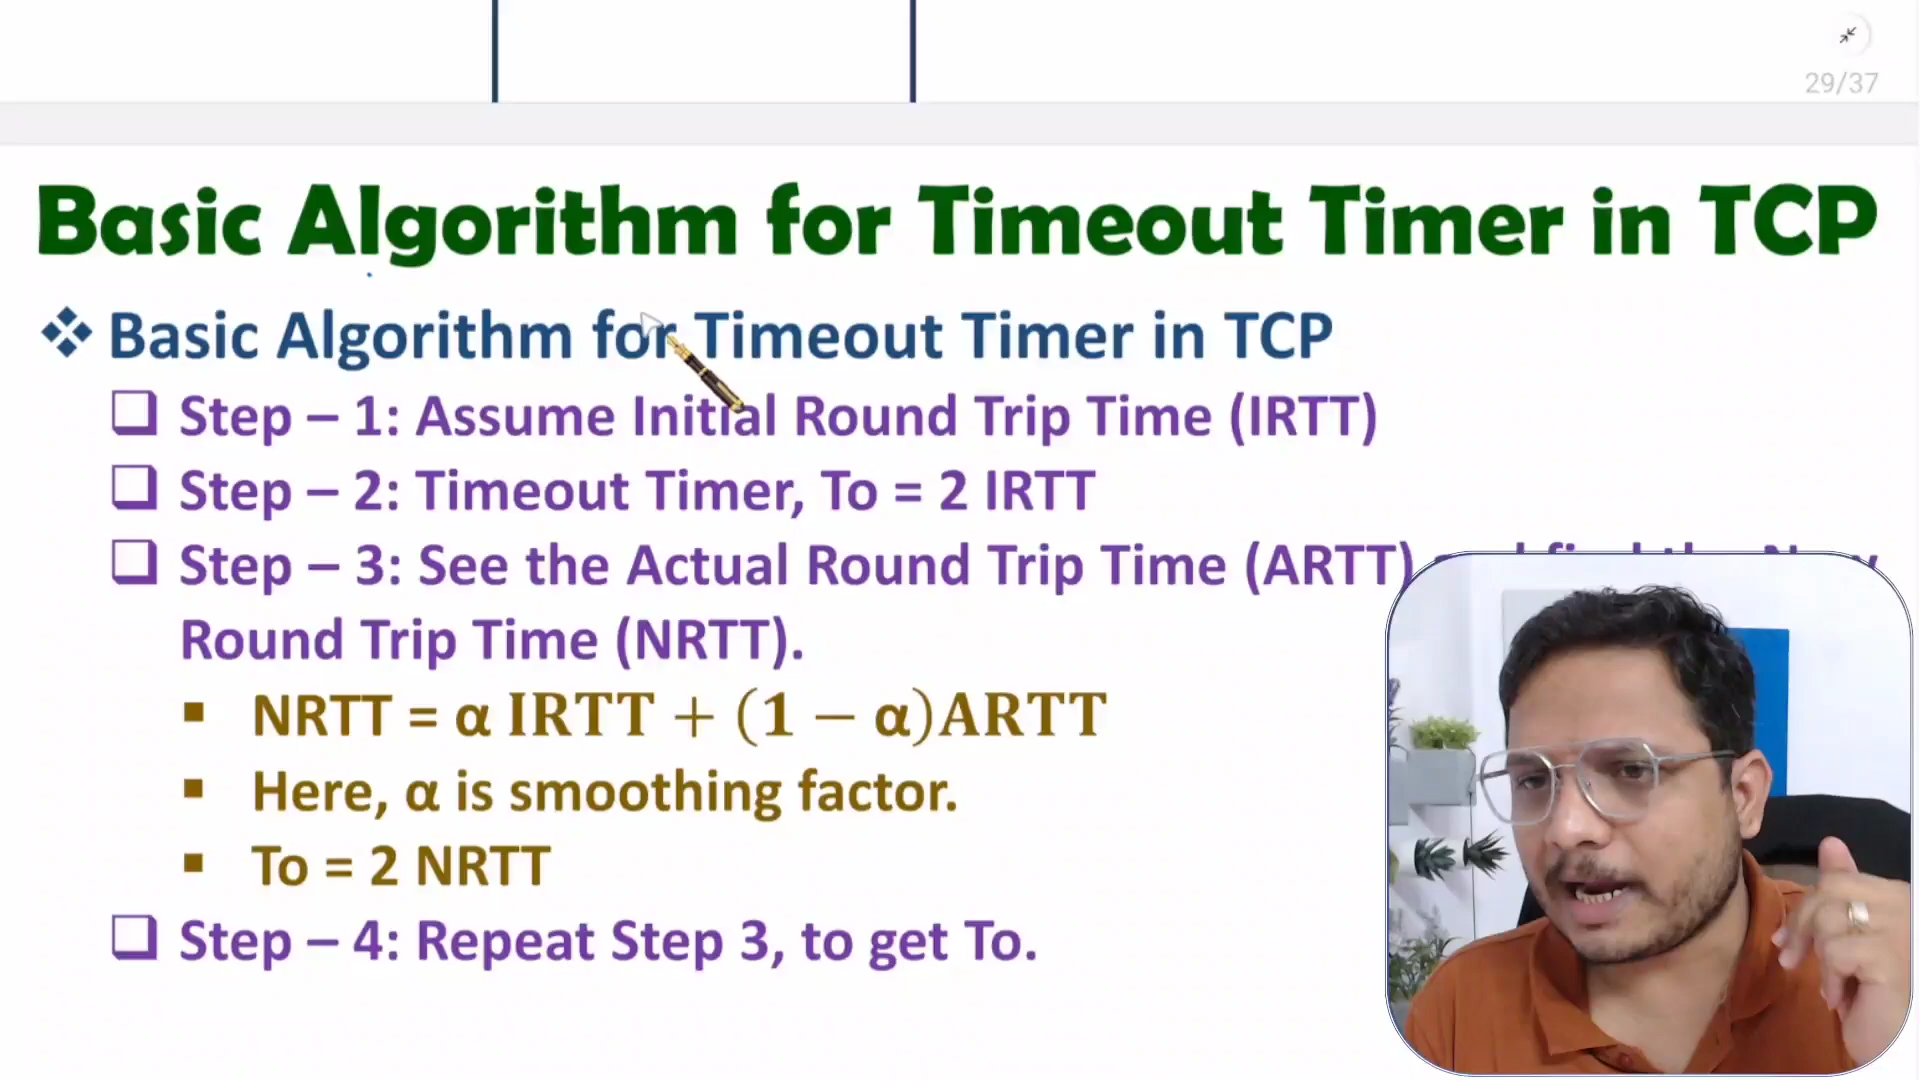 29/37
Basic Algorithm for Timeout Timer in TCP
Basic Algorithm for Timeout Timer in TCP
Step – 1: Assume Initial Round Trip Time (IRTT)
Step – 2: Timeout Timer, To = 2 IRTT
Step – 3: See the Actual Round Trip Time (ARTT)
Round Trip Time (NRTT).
NRTT = α IRTT + (1 − α)ARTT
Here, α is smoothing factor.
To = 2 NRTT
Step – 4: Repeat Step 3, to get To.